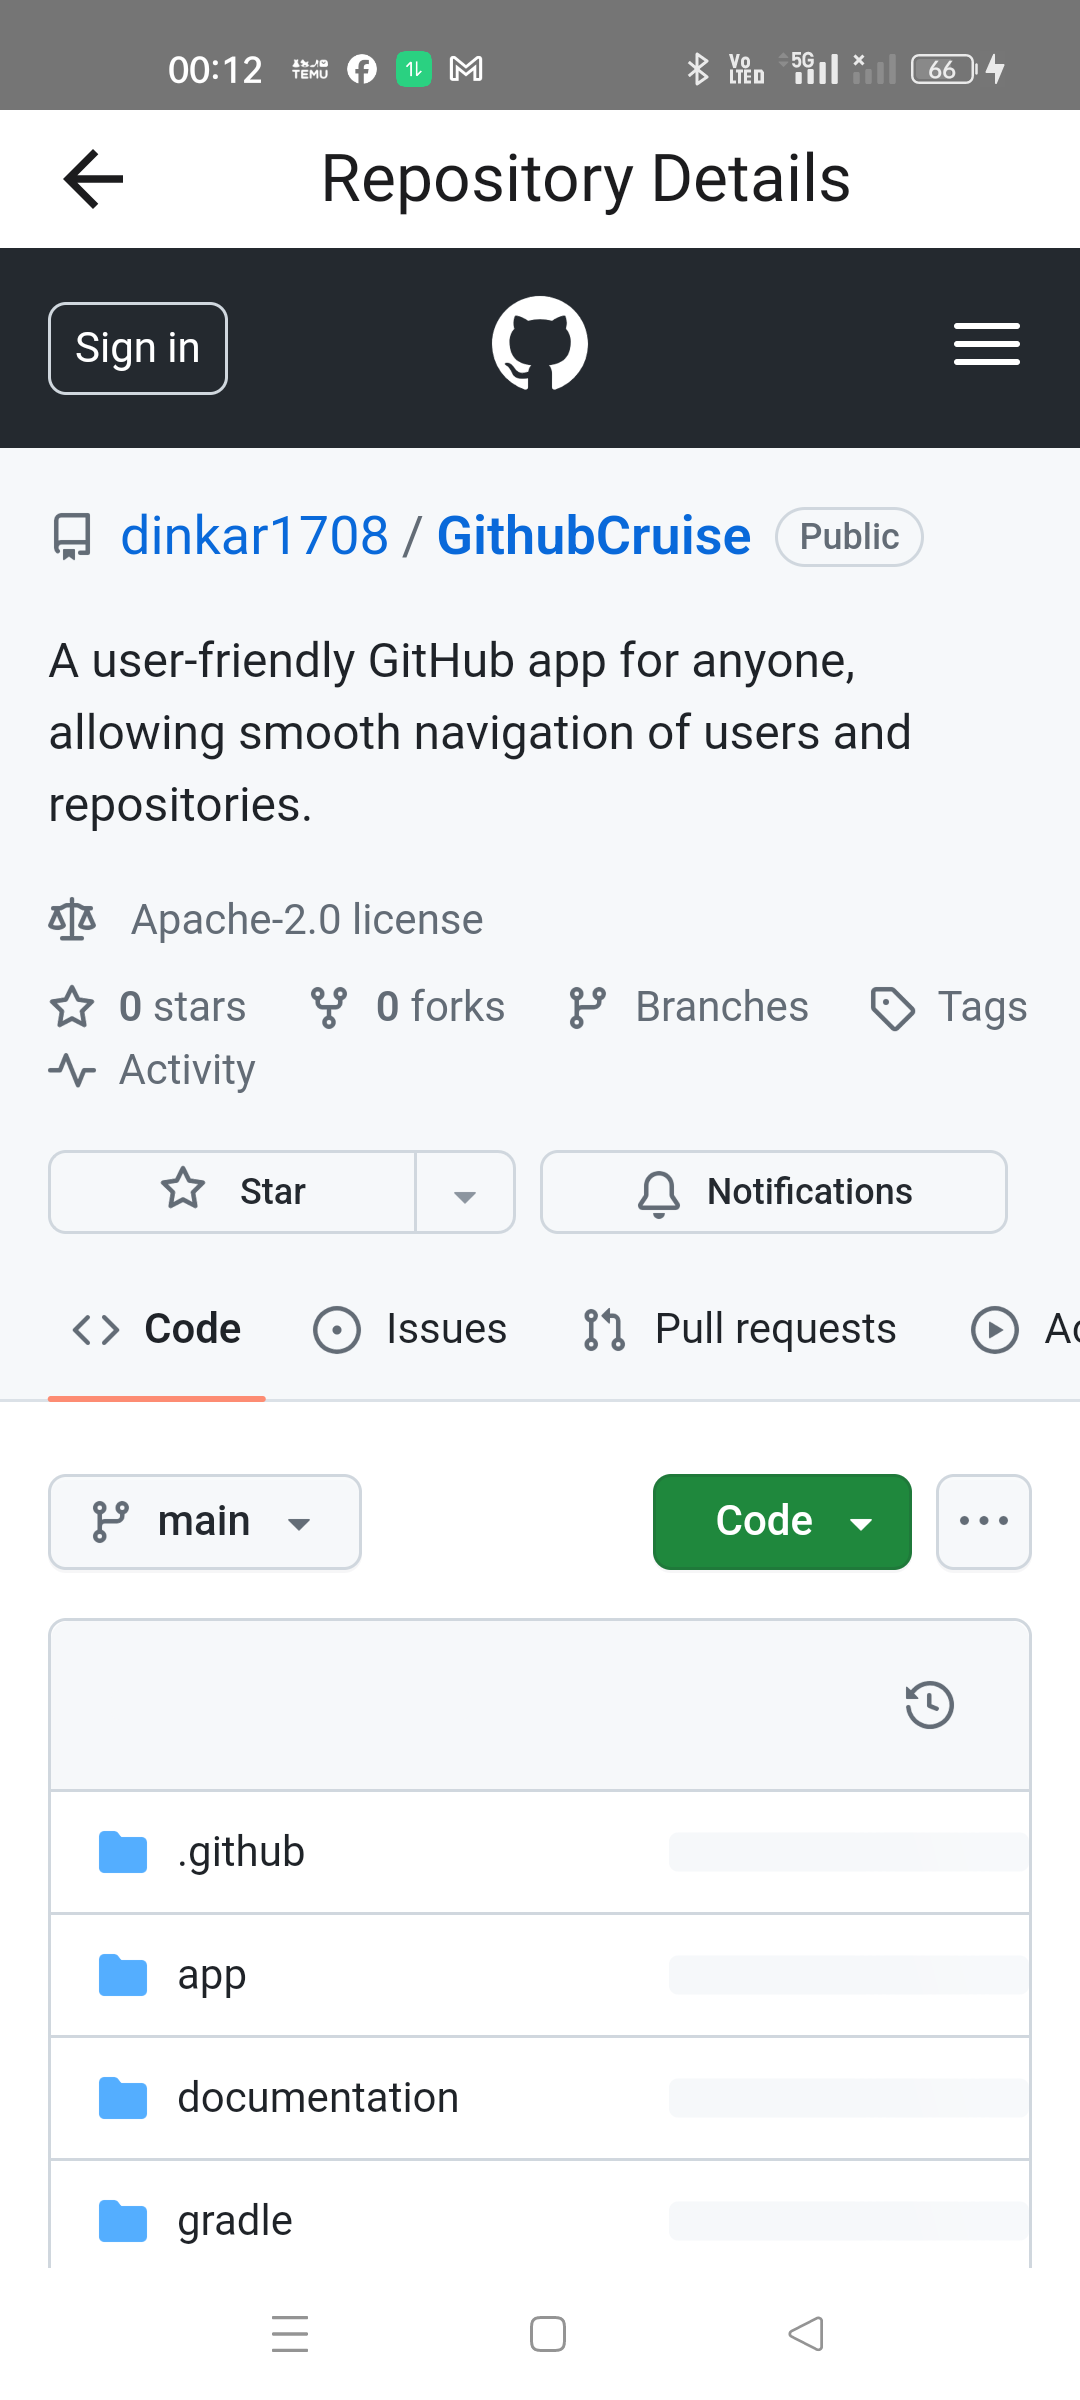 00:12 TEMU Vo LTED 5G 66
Repository Details
Sign in
dinkar1708 / GithubCruise Public
A user-friendly GitHub app for anyone,
allowing smooth navigation of users and
repositories.
Apache-2.0 license
0 stars 0 forks Branches Tags
Activity
Star Notifications
Code Issues Pull requests Ac
main Code
.github
app
documentation
gradle